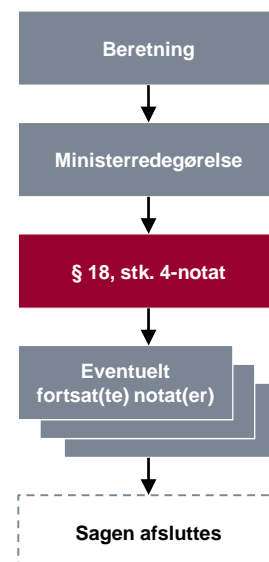 Beretning
Ministerredegørelse
§ 18, stk. 4-notat
Eventuelt
fortsat(te) notat(er)
Sagen afsluttes